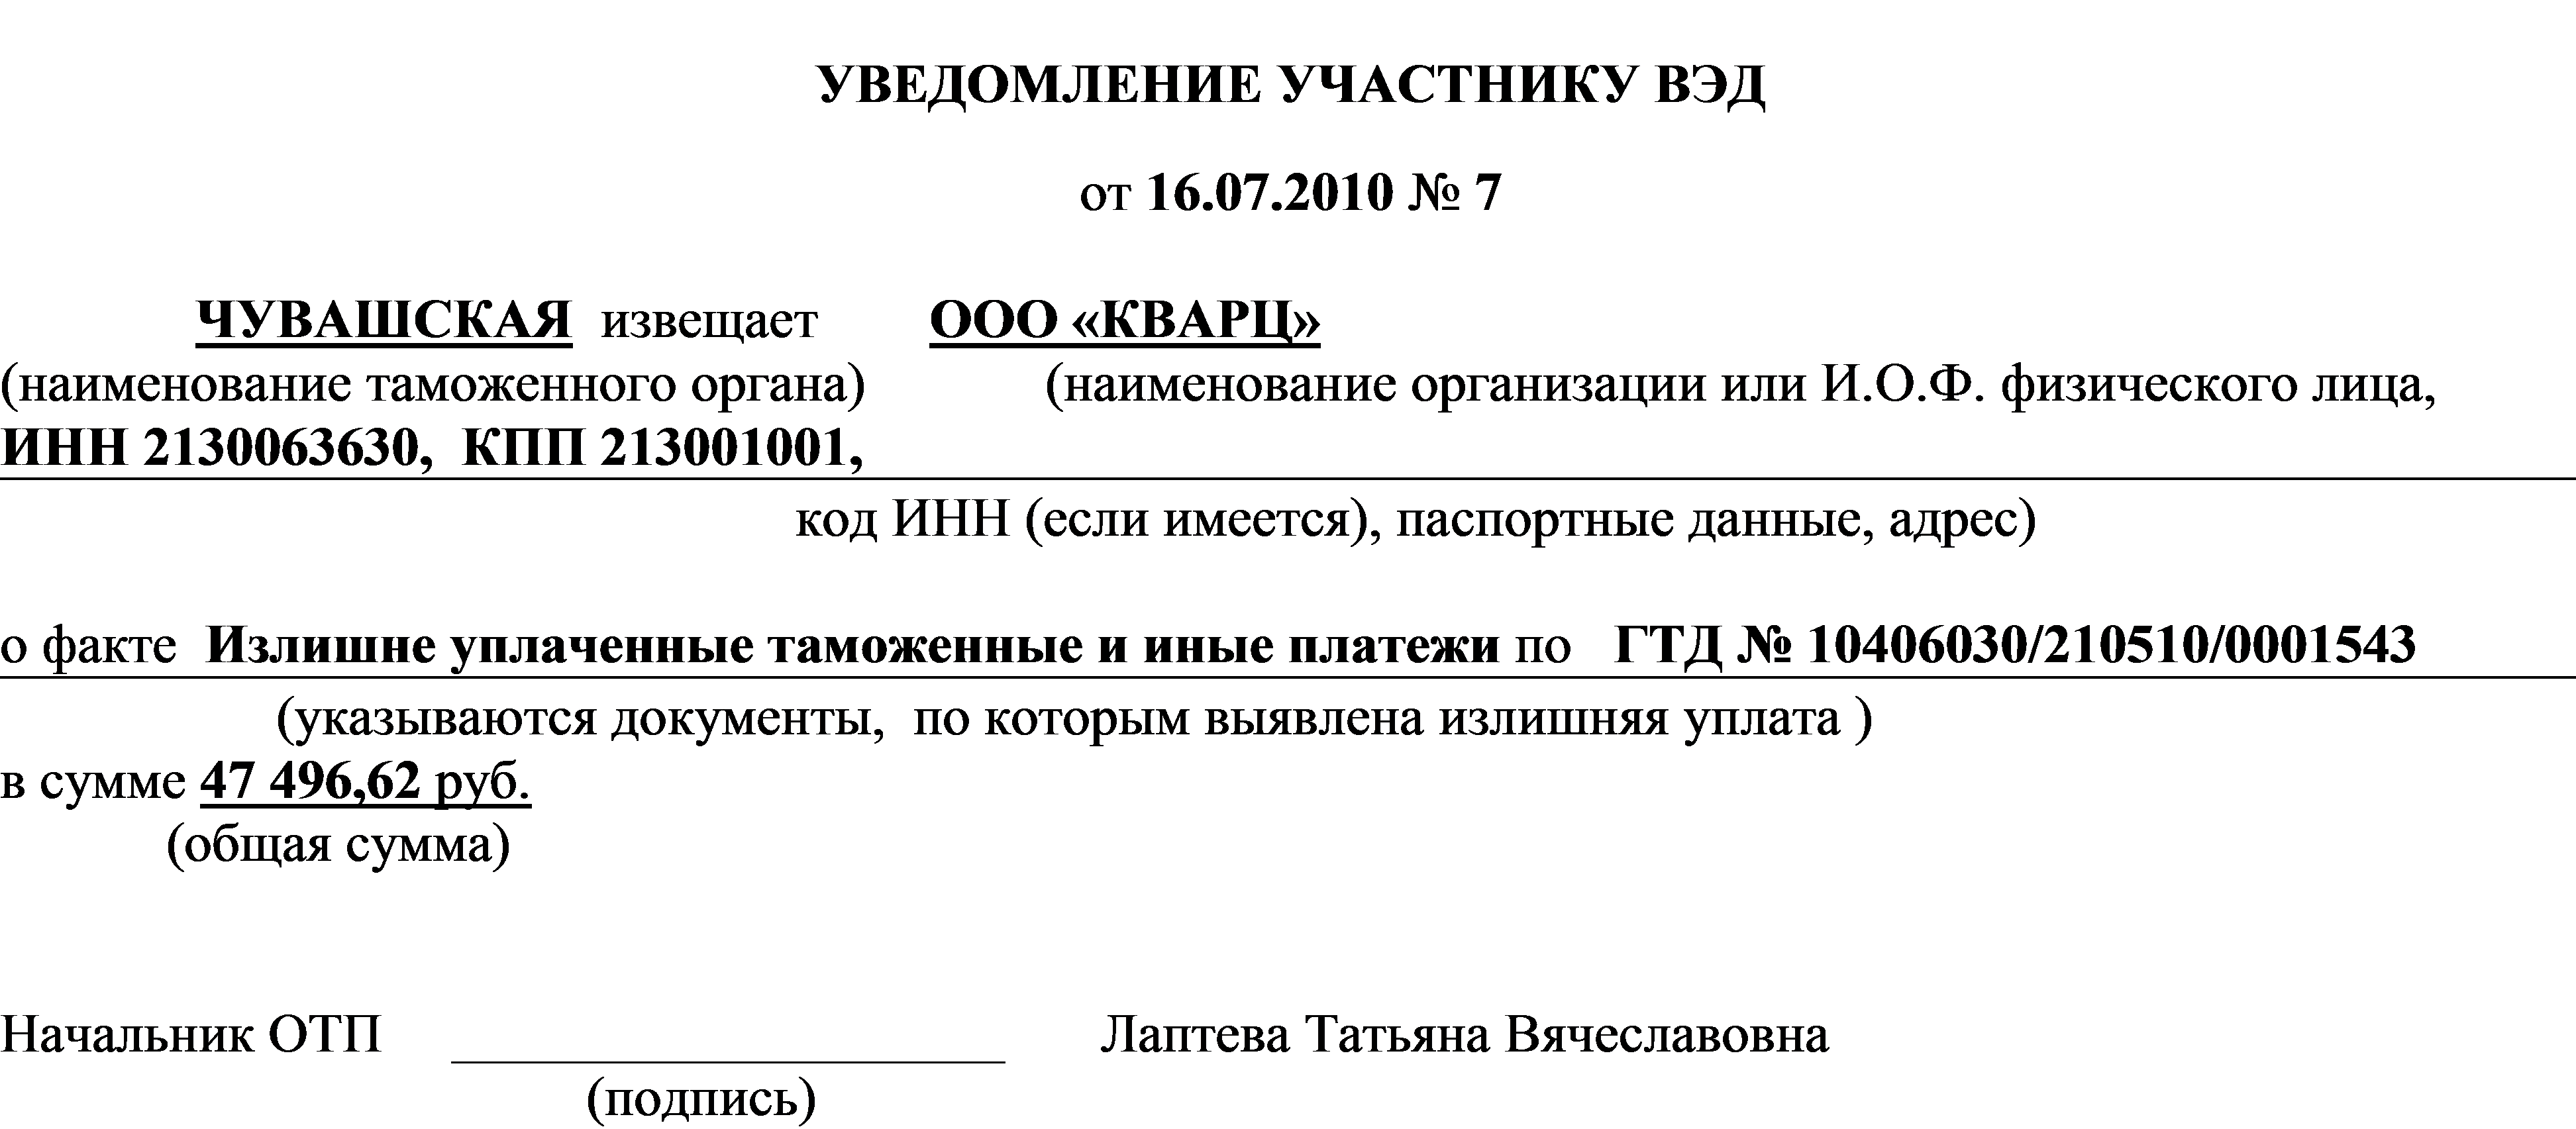 УВЕДОМЛЕНИЕ УЧАСТНИКУ ВЭД
от 16.07.2010 № 7
ЧУВАШСКАЯ извещает ООО «КВАРЦ»
(наименование таможенного органа) (наименование организации или И.О.Ф. физического лица,
ИНН 2130063630, КПП 213001001,
код ИНН (если имеется), паспортные данные, адрес)
о факте Излишне уплаченные таможенные и иные платежи по ГТД № 10406030/210510/0001543
(указываются документы, по которым выявлена излишняя уплата )
в сумме 47 496,62 руб.
(общая сумма)
Начальник ОТП ____________________ Лаптева Татьяна Вячеславовна
(подпись)